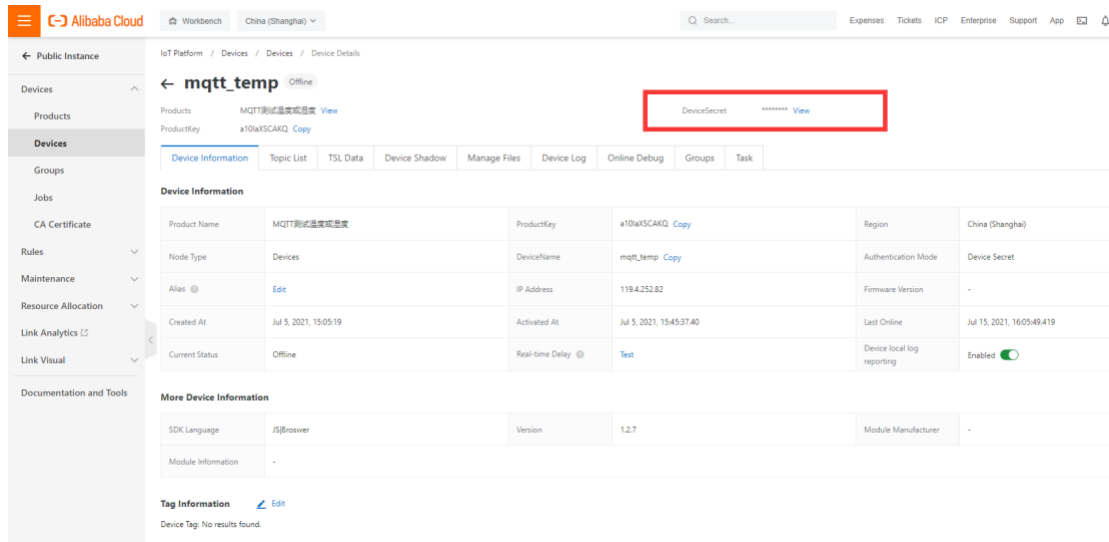 Alibaba Cloud
Workbench
China (Shanghai)
Search...
Expenses Tickets ICP Enterprise Support App
Public Instance
IoT Platform / Devices / Devices / Device Details
mqtt_temp Offline
Devices
Products
Devices
Groups
Jobs
CA Certificate
Rules
Maintenance
Resource Allocation
Link Analytics
Link Visual
Documentation and Tools
Products MQTT测试温度或湿度 View
DeviceSecret ******** View
ProductKey a10IaXSCAKQ Copy
Device Information Topic List TSL Data Device Shadow Manage Files Device Log Online Debug Groups Task
Device Information
Product Name MQTT测试温度或湿度 ProductKey a10IaXSCAKQ Copy Region China (Shanghai)
Node Type Devices DeviceName mqtt_temp Copy Authentication Mode Device Secret
Alias Edit IP Address 119.4.252.82 Firmware Version -
Created At Jul 5, 2021, 15:05:19 Activated At Jul 5, 2021, 15:45:37.40 Last Online Jul 15, 2021, 16:05:49.419
Current Status Offline Real-time Delay Test Device local log reporting Enabled
More Device Information
SDK Language JS|Broswer Version 1.2.7 Module Manufacturer -
Module Information -
Tag Information Edit
Device Tag: No results found.